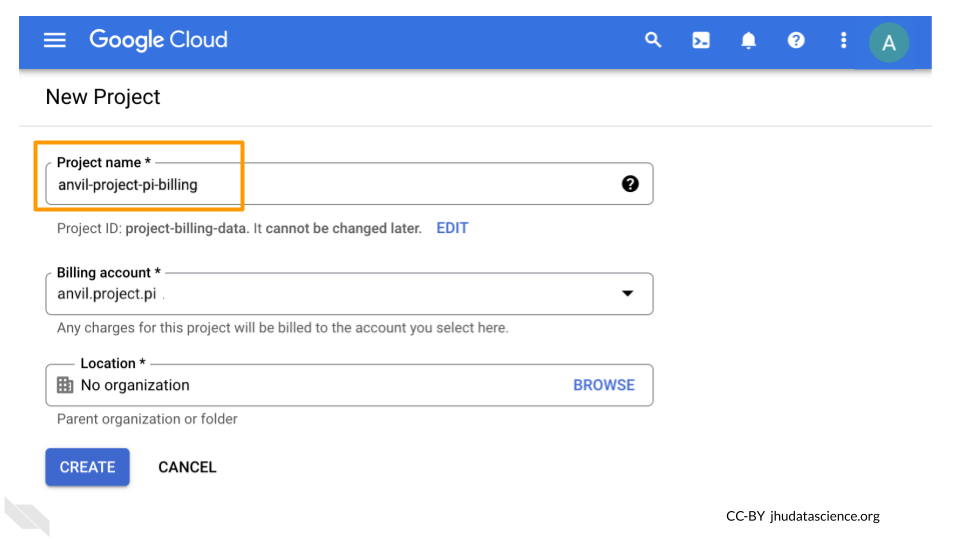 Google Cloud
A
New Project
Project name *
anvil-project-pi-billing
Project ID: project-billing-data. It cannot be changed later. EDIT
Billing account *
anvil.project.pi
Any charges for this project will be billed to the account you select here.
Location *
No organization BROWSE
Parent organization or folder
CREATE CANCEL
CC-BY jhudatascience.org